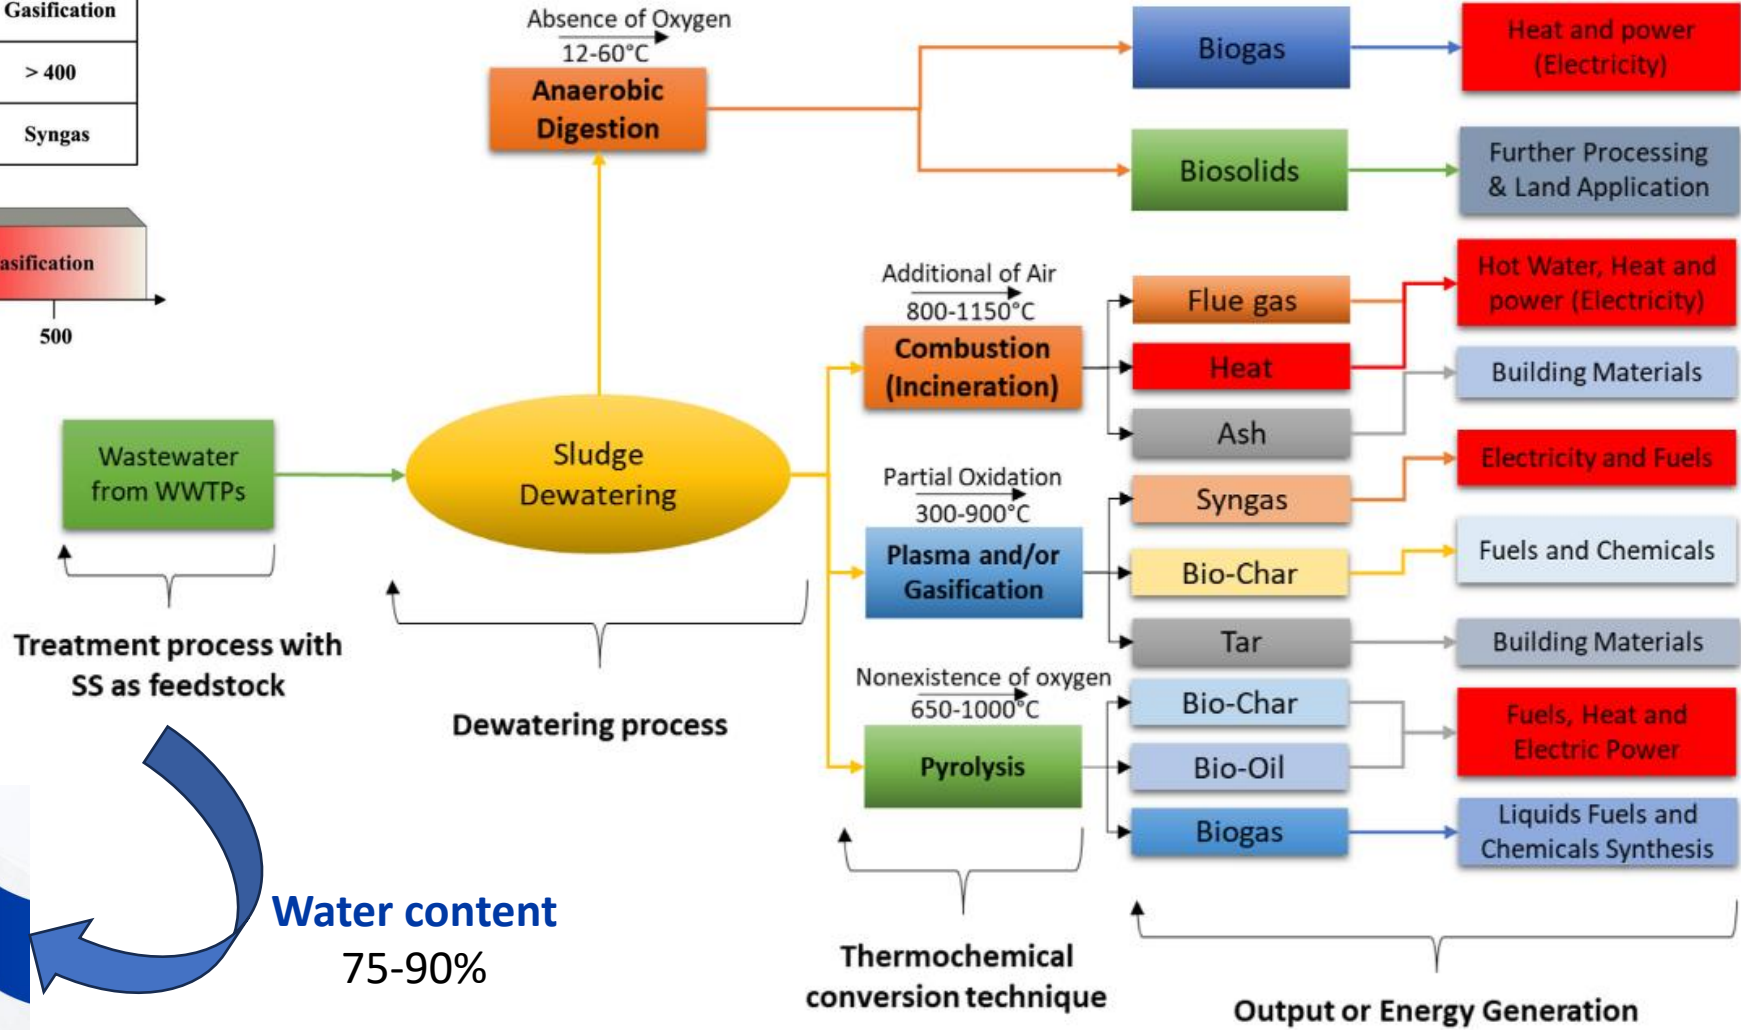 Gasification
> 400
Syngas
asification
500
Absence of Oxygen
12-60°C
Anaerobic
Digestion
Biogas
Heat and power
(Electricity)
Biosolids
Further Processing
& Land Application
Additional of Air
800-1150°C
Combustion
(Incineration)
Flue gas
Heat
Ash
Hot Water, Heat and
power (Electricity)
Building Materials
Wastewater
from WWTPs
Sludge
Dewatering
Partial Oxidation
300-900°C
Plasma and/or
Gasification
Syngas
Bio-Char
Tar
Electricity and Fuels
Fuels and Chemicals
Building Materials
Nonexistence of oxygen
650-1000°C
Pyrolysis
Bio-Char
Bio-Oil
Biogas
Fuels, Heat and
Electric Power
Liquids Fuels and
Chemicals Synthesis
Treatment process with
SS as feedstock
Dewatering process
Water content
75-90%
Thermochemical
conversion technique
Output or Energy Generation